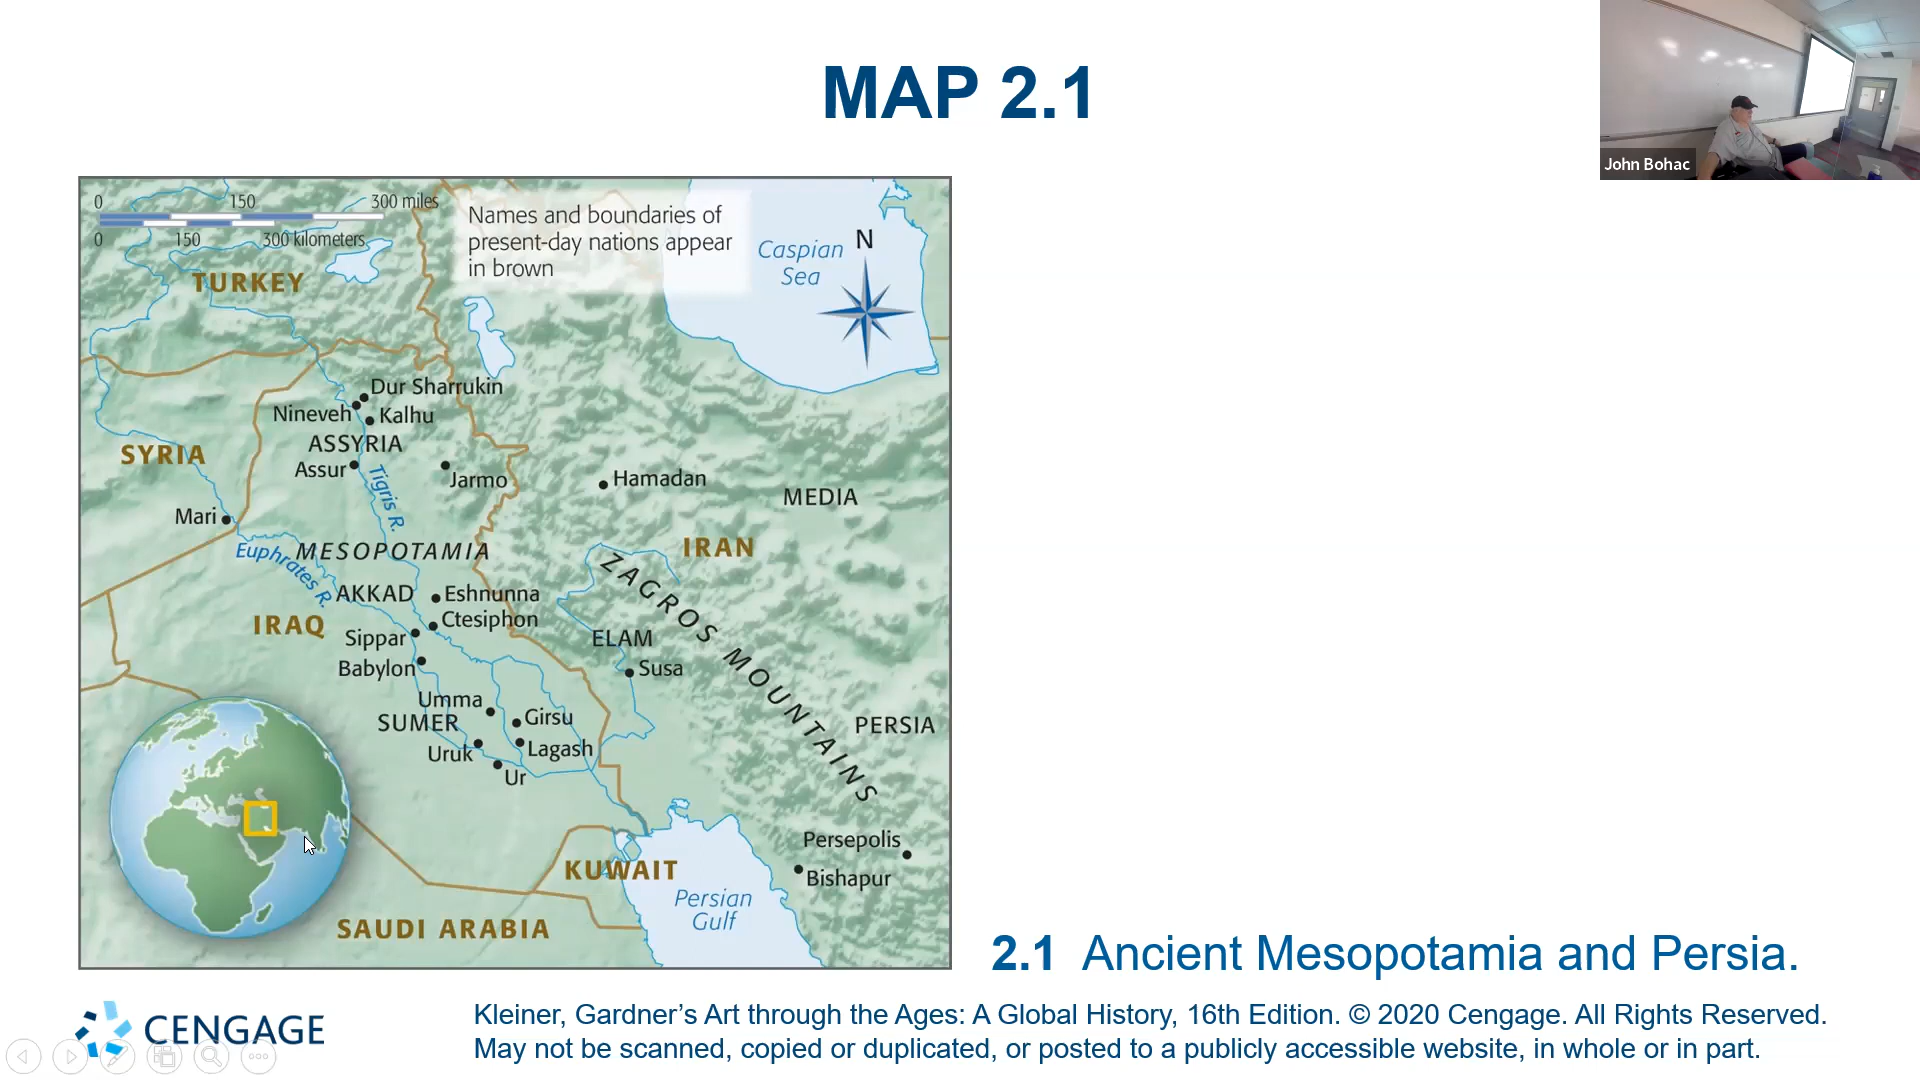 MAP 2.1
John Bohac
0 150 300 miles
0 150 300 kilometers
Names and boundaries of
present-day nations appear
in brown
Caspian
Sea
N
TURKEY
Dur Sharrukin
Nineveh
Kalhu
ASSYRIA
SYRIA
Assur
Tigris R.
Jarmo
Hamadan
MEDIA
Mari
Euphrates R.
MESOPOTAMIA
IRAN
ZAGROS MOUNTAINS
AKKAD
Eshnunna
Ctesiphon
IRAQ
Sippar
ELAM
Babylon
Susa
Umma
SUMER
Girsu
PERSIA
Uruk
Lagash
Ur
Persepolis
KUWAIT
Bishapur
Persian
Gulf
SAUDI ARABIA
2.1 Ancient Mesopotamia and Persia.
CENGAGE
Kleiner, Gardner’s Art through the Ages: A Global History, 16th Edition. © 2020 Cengage. All Rights Reserved.
May not be scanned, copied or duplicated, or posted to a publicly accessible website, in whole or in part.